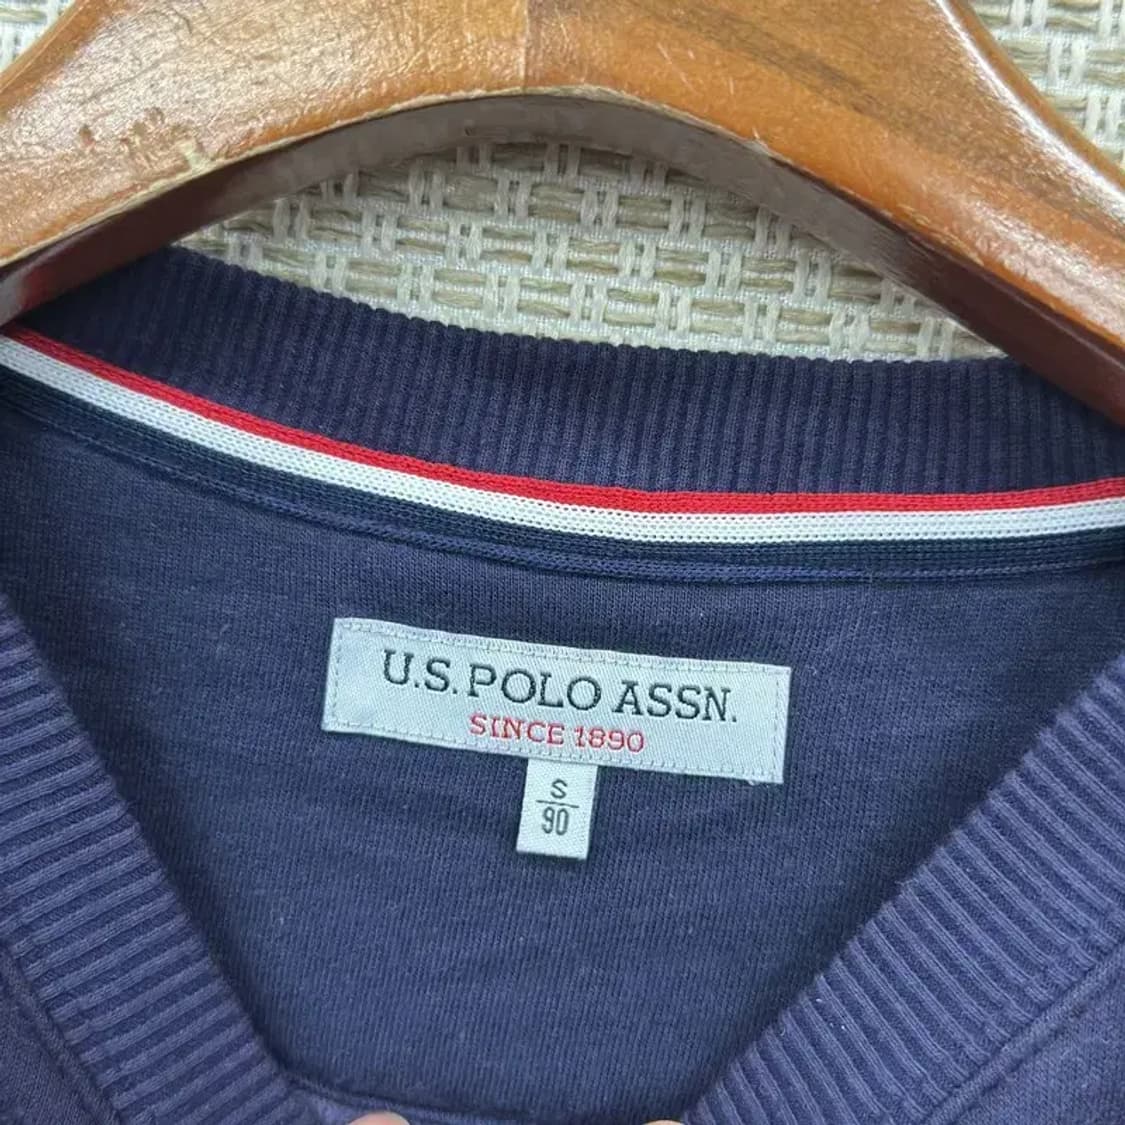 U.S. POLO ASSN.
SINCE 1890
S
90